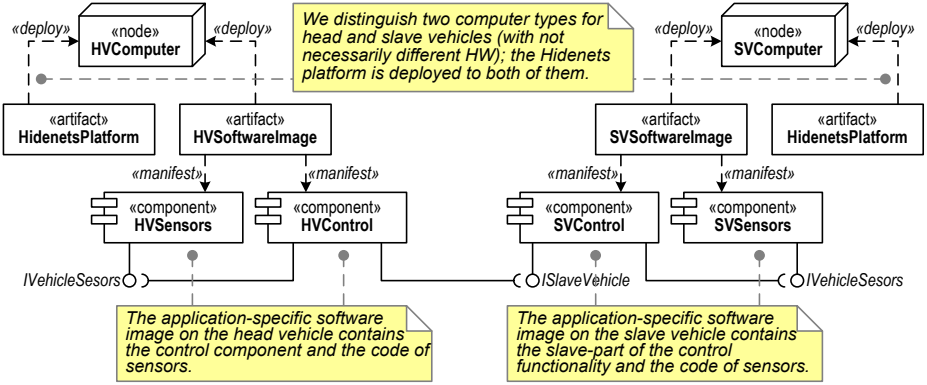 «deploy»
«node»
HVComputer
«deploy»
We distinguish two computer types for
head and slave vehicles (with not
necessarily different HW); the Hidenets
platform is deployed to both of them.
«deploy»
«node»
SVComputer
«deploy»
«artifact»
HidenetsPlatform
«artifact»
HVSoftwareImage
«artifact»
SVSoftwareImage
«artifact»
HidenetsPlatform
«manifest»
«manifest»
«manifest»
«manifest»
«component»
HVSensors
«component»
HVControl
«component»
SVControl
«component»
SVSensors
IVehicleSesors
ISlaveVehicle
IVehicleSesors
The application-specific software
image on the head vehicle contains
the control component and the code of
sensors.
The application-specific software
image on the slave vehicle contains
the slave-part of the control
functionality and the code of sensors.